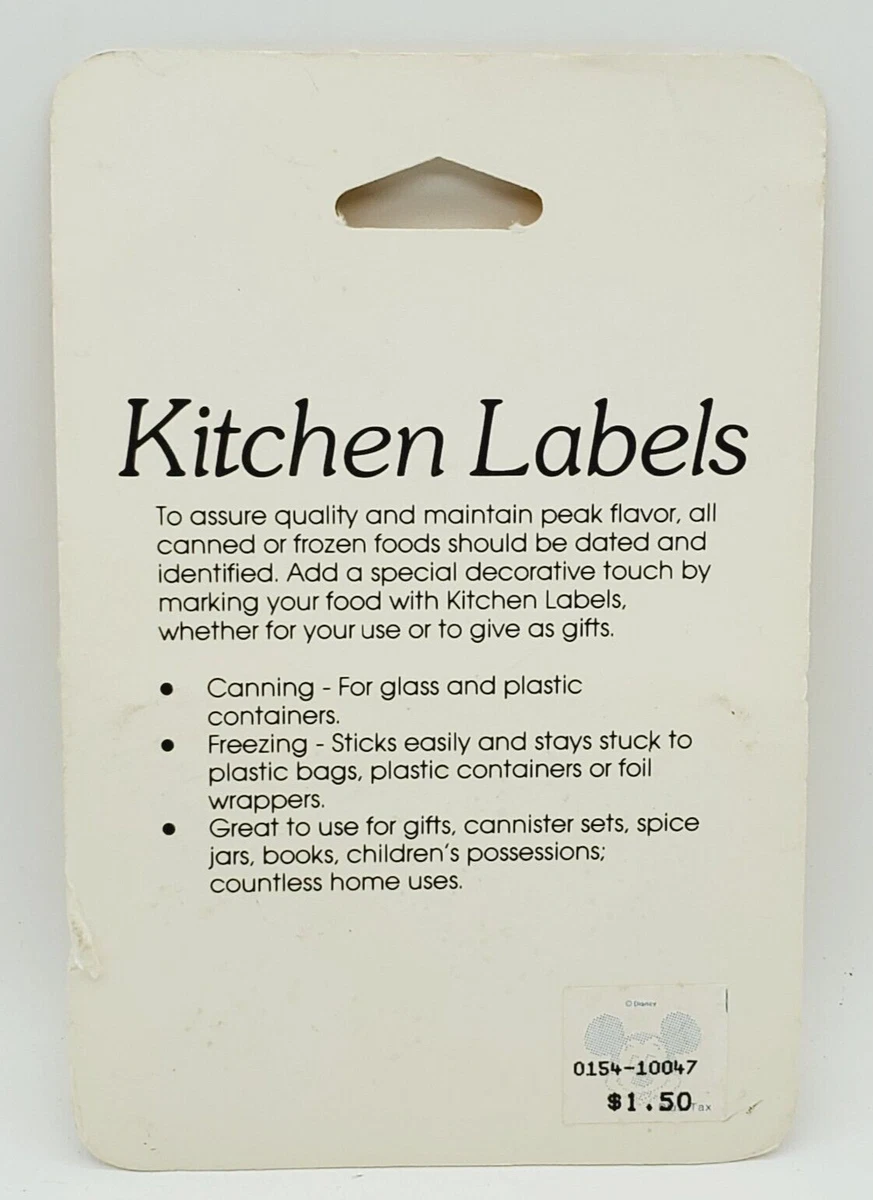 Kitchen Labels
To assure quality and maintain peak flavor, all
canned or frozen foods should be dated and
identified. Add a special decorative touch by
marking your food with Kitchen Labels,
whether for your use or to give as gifts.
● Canning - For glass and plastic
containers.
● Freezing - Sticks easily and stays stuck to
plastic bags, plastic containers or foil
wrappers.
● Great to use for gifts, cannister sets, spice
jars, books, children's possessions;
countless home uses.
© Disney
0154-10047
$1.50 Tax